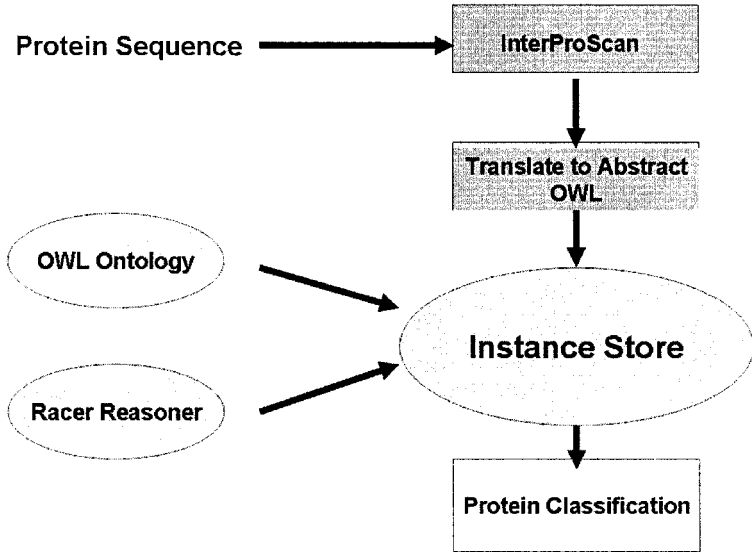 Protein Sequence
InterProScan
Translate to Abstract
OWL
OWL Ontology
Instance Store
Racer Reasoner
Protein Classification